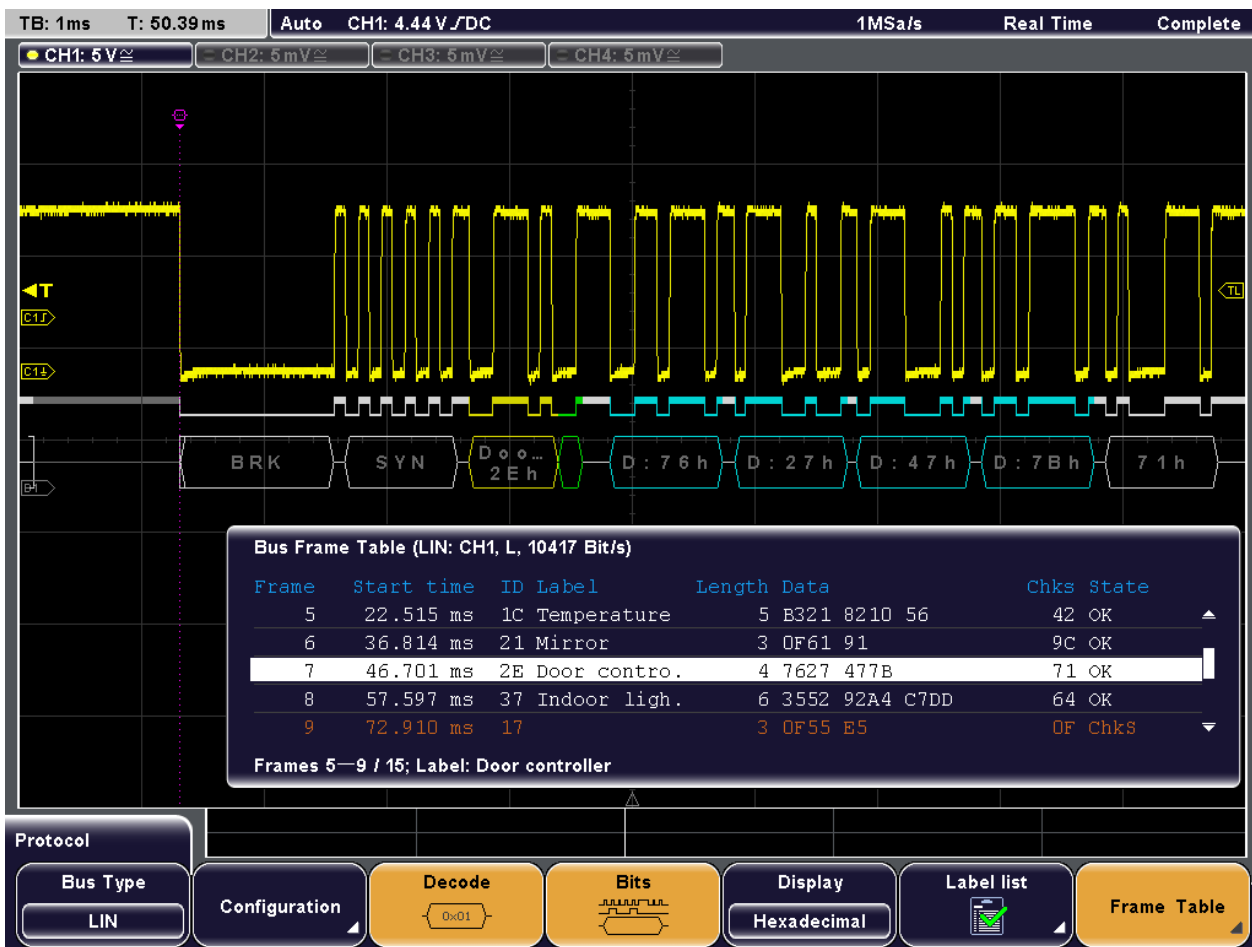 TB: 1ms T: 50.39 ms Auto CH1: 4.44 V DC 1MSa/s Real Time Complete
CH1: 5 V≅ CH2: 5 mV≅ CH3: 5 mV≅ CH4: 5 mV≅
T
TL
C1
C1
BRK SYN Doo... 2Eh D:76h D:27h D:47h D:7Bh 71h
Bus Frame Table (LIN: CH1, L, 10417 Bit/s)
Frame Start time ID Label Length Data Chks State
5 22.515 ms 1C Temperature 5 B321 8210 56 42 OK
6 36.814 ms 21 Mirror 3 0F61 91 9C OK
7 46.701 ms 2E Door contro. 4 7627 477B 71 OK
8 57.597 ms 37 Indoor ligh. 6 3552 92A4 C7DD 64 OK
9 72.910 ms 17 3 0F55 E5 0F ChkS
Frames 5—9 / 15; Label: Door controller
Protocol
Bus Type Configuration Decode Bits Display Label list Frame Table
LIN 0x01 Hexadecimal